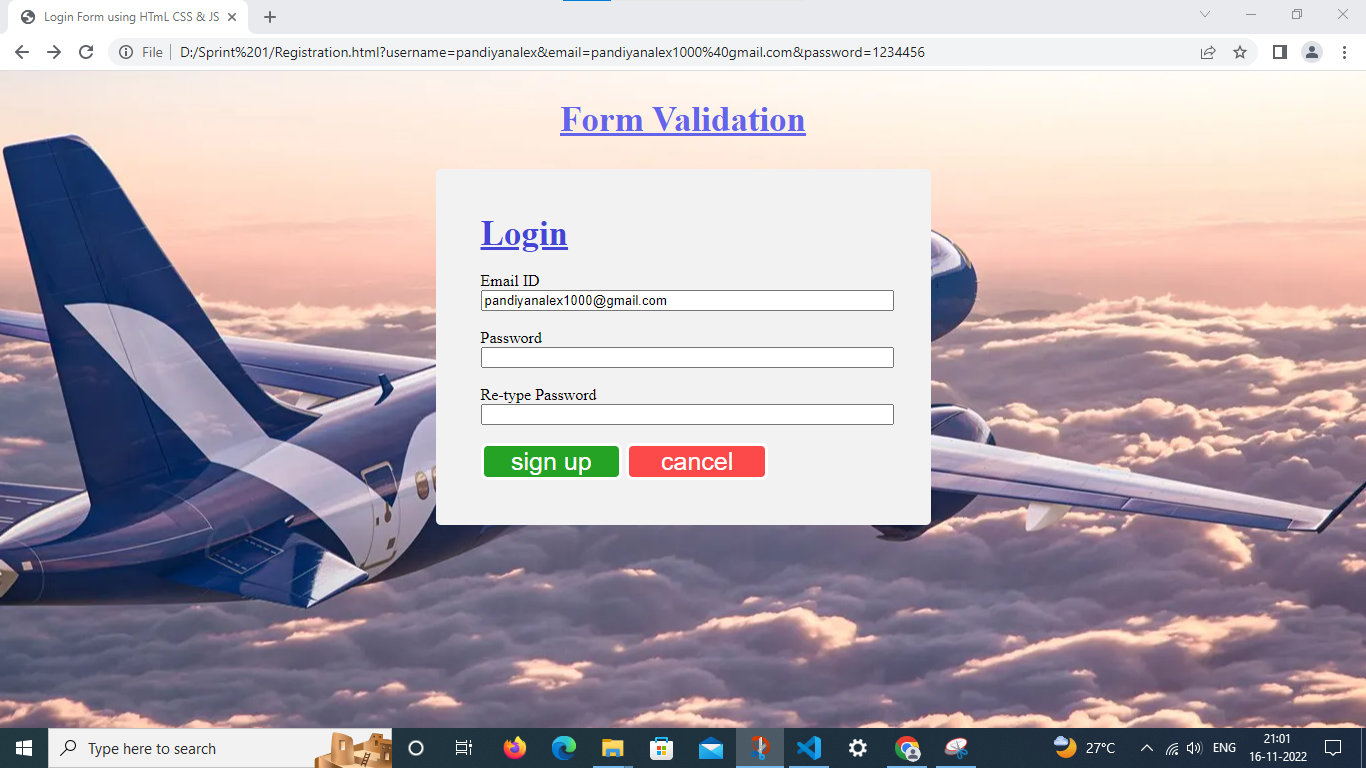 Login Form using HTmL CSS & JS
File
D:/Sprint%201/Registration.html?username=pandiyanalex&email=pandiyanalex1000%40gmail.com&password=1234456
Form Validation
Login
Email ID
pandiyanalex1000@gmail.com
Password
Re-type Password
sign up cancel
Type here to search
27°C
ENG
21:01
16-11-2022